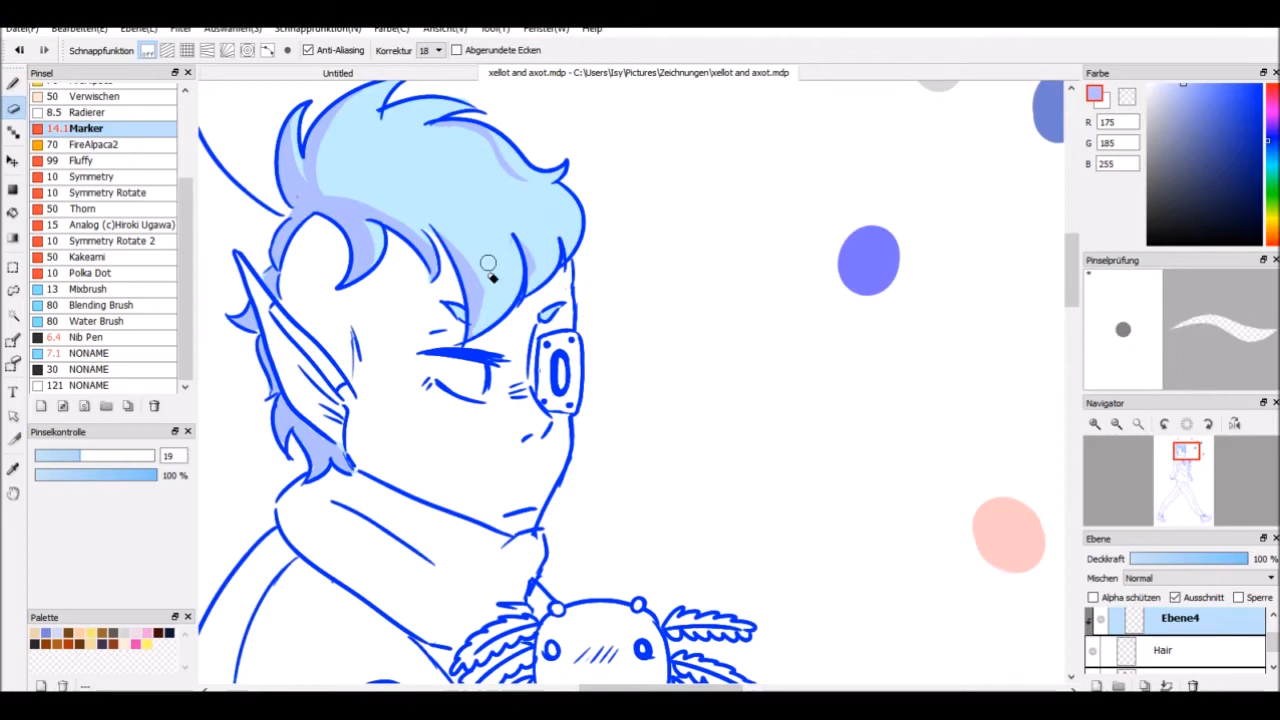 Datei(F) Bearbeiten(E) Ebene(L) Filter Auswählen(S) Schnappfunktion(N) Farbe(C) Ansicht(V) Tool(T) Fenster(W) Help
Schnappfunktion off Anti-Aliasing Korrektur 18 Abgerundete Ecken
Pinsel
Untitled
xellot and axot.mdp - C:\Users\Isy\Pictures\Zeichnungen\xellot and axot.mdp
50 Verwischen
8.5 Radierer
14.1 Marker
70 FireAlpaca2
99 Fluffy
10 Symmetry
10 Symmetry Rotate
50 Thorn
15 Analog (c)Hiroki Ugawa)
10 Symmetry Rotate 2
50 Kakeami
10 Polka Dot
13 Mixbrush
80 Blending Brush
80 Water Brush
6.4 Nib Pen
7.1 NONAME
30 NONAME
121 NONAME
Pinselkontrolle
19
100 %
Palette
---
Farbe
R 175
G 185
B 255
Pinselprüfung
*
Navigator
Ebene
Deckkraft 100 %
Mischen Normal
Alpha schützen Ausschnitt Sperre
Ebene4
Hair